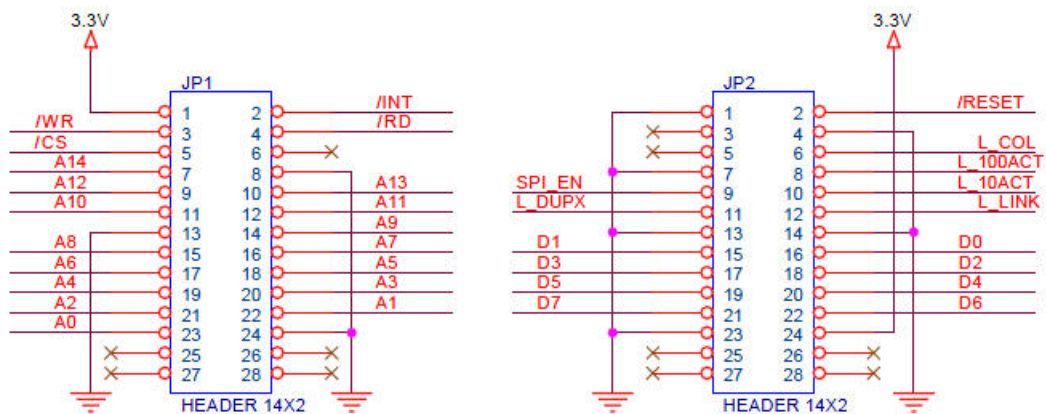 3.3V 3.3V
JP1 JP2
1 2 /INT 1 2 /RESET
/WR 3 4 /RD 3 4
/CS 5 6 5 6 L_COL
A14 7 8 7 8 L_100ACT
A12 9 10 A13 SPI_EN 9 10 L_10ACT
A10 11 12 A11 L_DUPX 11 12 L_LINK
13 14 A9 13 14
A8 15 16 A7 D1 15 16 D0
A6 17 18 A5 D3 17 18 D2
A4 19 20 A3 D5 19 20 D4
A2 21 22 A1 D7 21 22 D6
A0 23 24 23 24
25 26 25 26
27 28 27 28
HEADER 14X2 HEADER 14X2